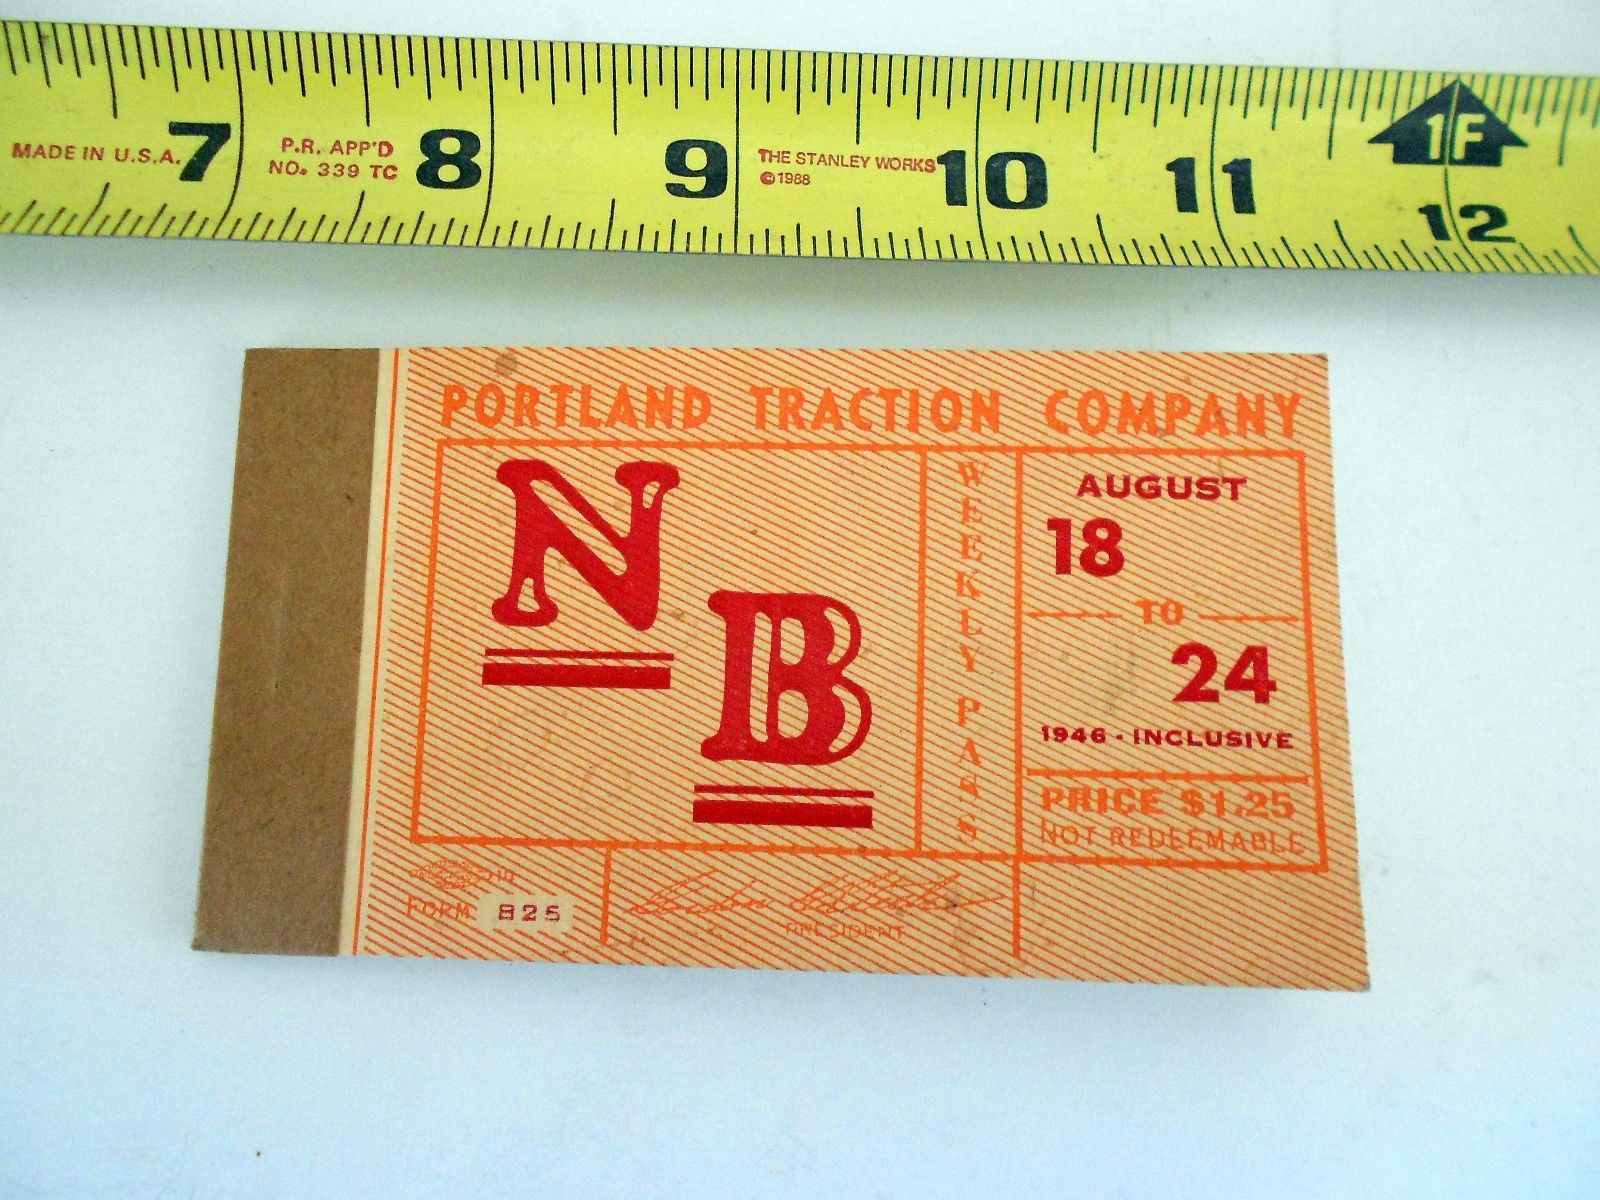 MADE IN U.S.A. 7 P.R. APP'D 8 9 THE STANLEY WORKS 10 11 1F
NO. 339 TC ©1988 12
PORTLAND TRACTION COMPANY
N
B
WEEKLY PASS
AUGUST
18
TO
24
1946 - INCLUSIVE
PRICE $1.25
NOT REDEEMABLE
FORM B25
PRESIDENT